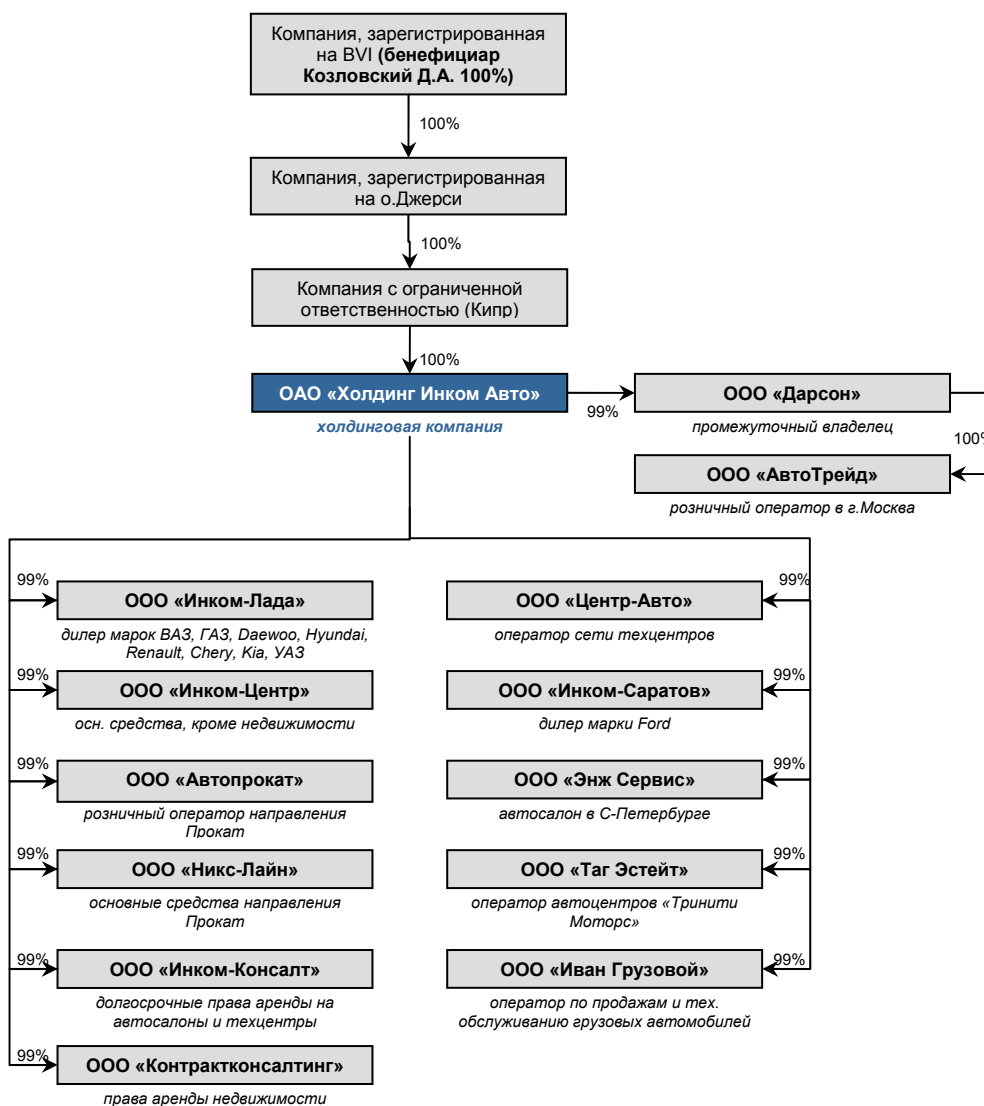 Компания, зарегистрированная
на BVI (бенефициар
Козловский Д.А. 100%)
100%
Компания, зарегистрированная
на о.Джерси
100%
Компания с ограниченной
ответственностью (Кипр)
100%
ОАО «Холдинг Инком Авто»
холдинговая компания
99%
ООО «Дарсон»
промежуточный владелец
100%
ООО «АвтоТрейд»
розничный оператор в г.Москва
99%
ООО «Инком-Лада»
дилер марок ВАЗ, ГАЗ, Daewoo, Hyundai,
Renault, Chery, Kia, УАЗ
99%
ООО «Инком-Центр»
осн. средства, кроме недвижимости
99%
ООО «Автопрокат»
розничный оператор направления
Прокат
99%
ООО «Никс-Лайн»
основные средства направления
Прокат
99%
ООО «Инком-Консалт»
долгосрочные права аренды на
автосалоны и техцентры
99%
ООО «Контрактконсалтинг»
права аренды недвижимости
ООО «Центр-Авто»
99%
оператор сети техцентров
ООО «Инком-Саратов»
99%
дилер марки Ford
ООО «Энж Сервис»
99%
автосалон в С-Петербурге
ООО «Таг Эстейт»
99%
оператор автоцентров «Тринити
Моторс»
ООО «Иван Грузовой»
99%
оператор по продажам и тех.
обслуживанию грузовых автомобилей